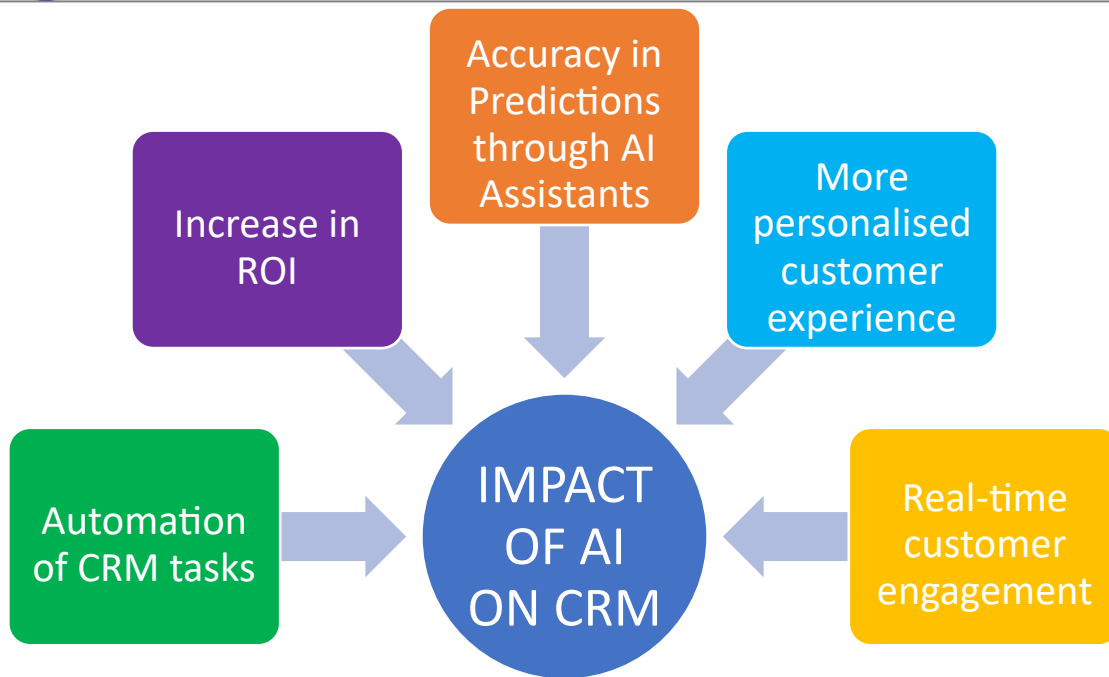 Accuracy in
Predictions
through AI
Assistants
Increase in
ROI
More
personalised
customer
experience
Automation
of CRM tasks
IMPACT
OF AI
ON CRM
Real-time
customer
engagement